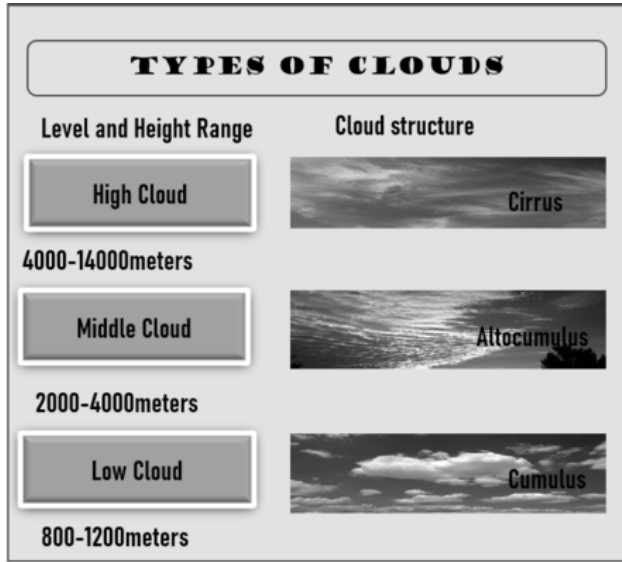 TYPES OF CLOUDS
Level and Height Range
Cloud structure
High Cloud
Cirrus
4000-14000meters
Middle Cloud
Altocumulus
2000-4000meters
Low Cloud
Cumulus
800-1200meters